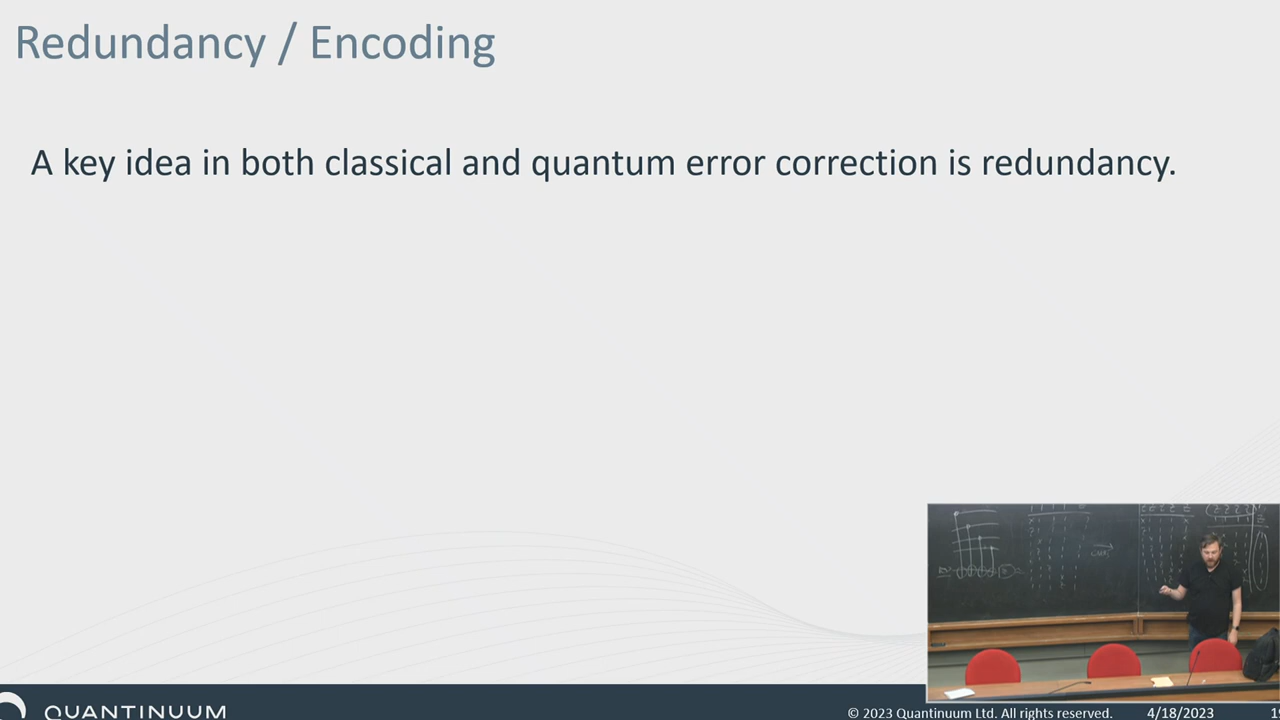 Redundancy / Encoding
A key idea in both classical and quantum error correction is redundancy.
QUANTINUUM
© 2023 Quantinuum Ltd. All rights reserved. 4/18/2023